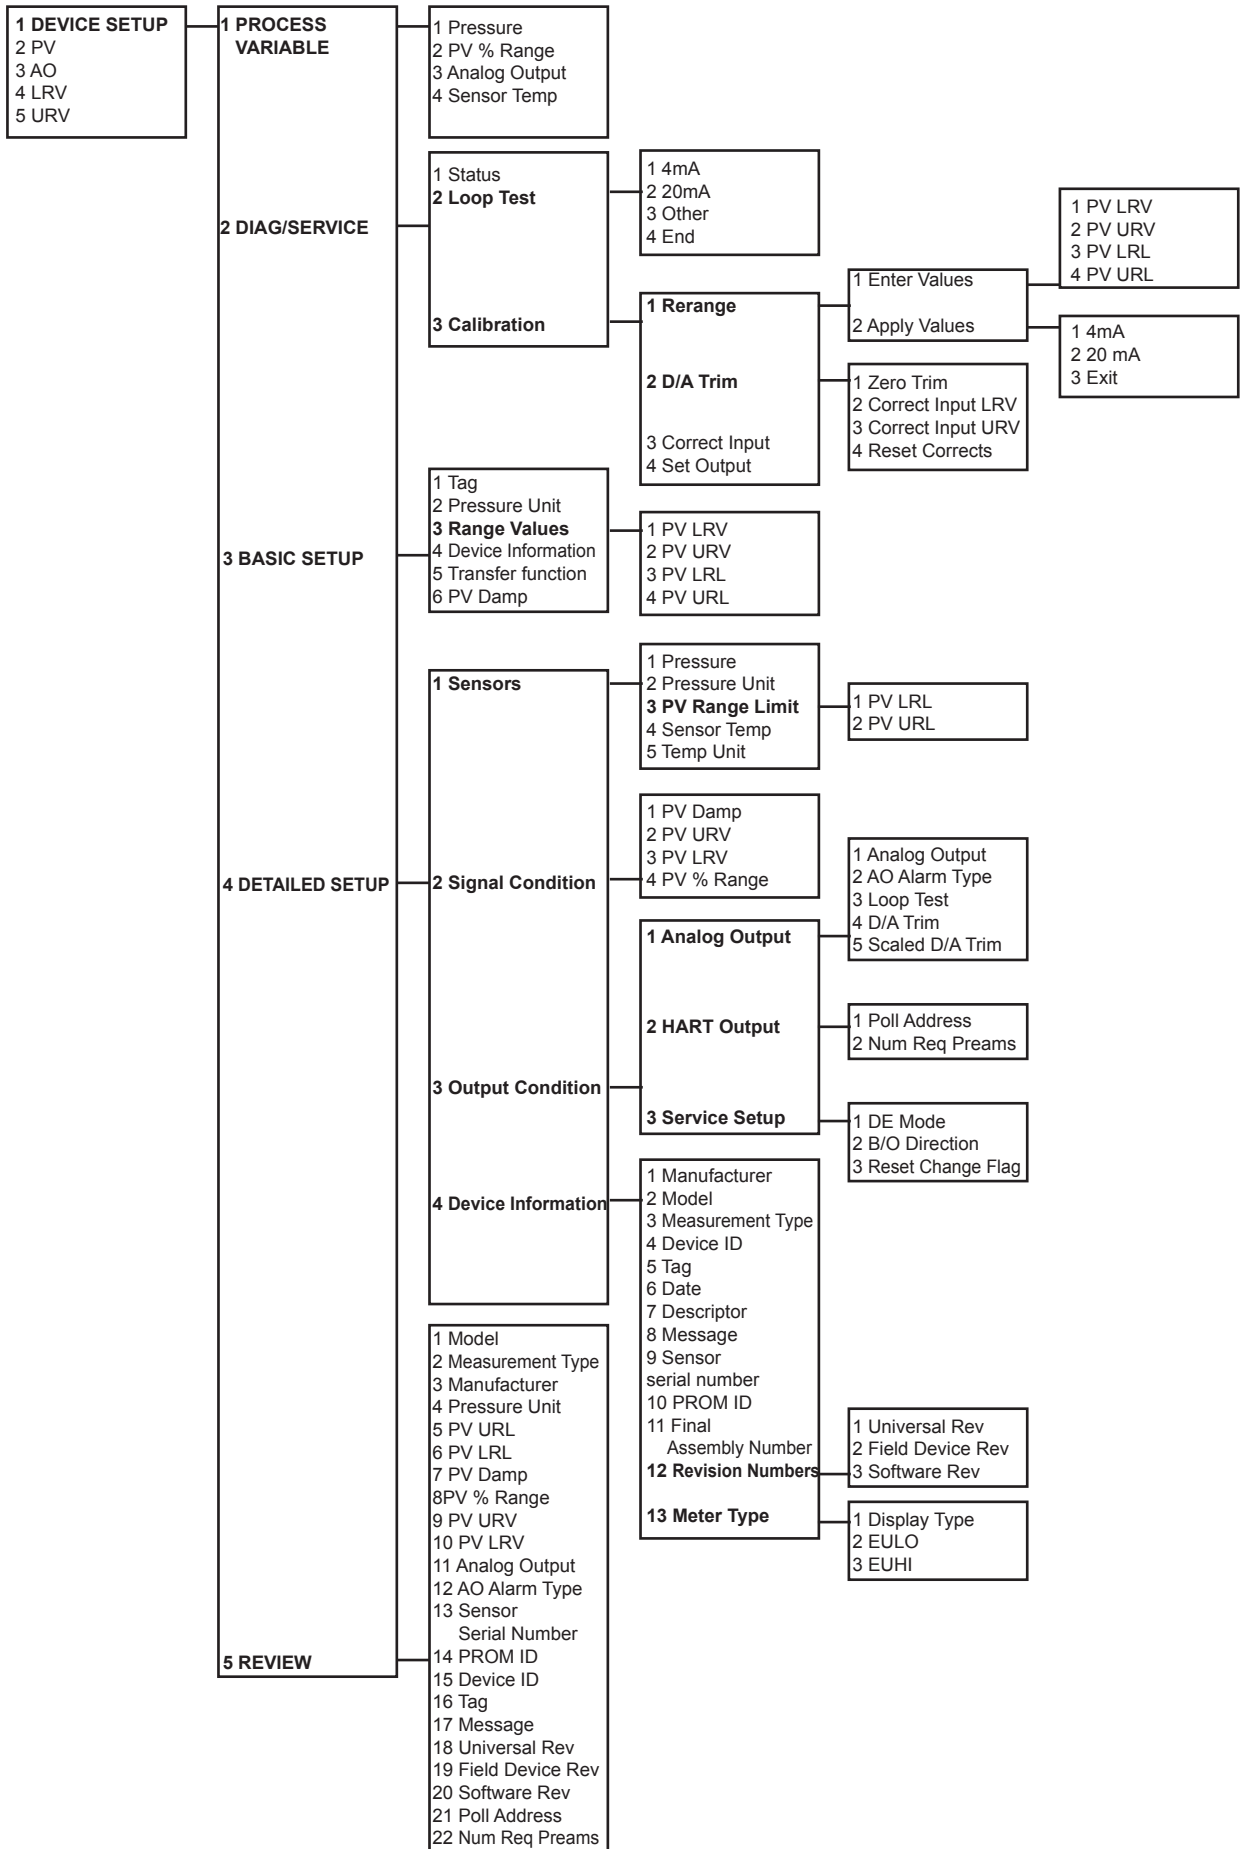 1 DEVICE SETUP
2 PV
3 AO
4 LRV
5 URV
1 PROCESS
VARIABLE
2 DIAG/SERVICE
3 BASIC SETUP
4 DETAILED SETUP
5 REVIEW
1 Pressure
2 PV % Range
3 Analog Output
4 Sensor Temp
1 Status
2 Loop Test
3 Calibration
1 4mA
2 20mA
3 Other
4 End
1 Rerange
2 D/A Trim
3 Correct Input
4 Set Output
1 Enter Values
2 Apply Values
1 PV LRV
2 PV URV
3 PV LRL
4 PV URL
1 4mA
2 20 mA
3 Exit
1 Zero Trim
2 Correct Input LRV
3 Correct Input URV
4 Reset Corrects
1 Tag
2 Pressure Unit
3 Range Values
4 Device Information
5 Transfer function
6 PV Damp
1 PV LRV
2 PV URV
3 PV LRL
4 PV URL
1 Sensors
2 Signal Condition
3 Output Condition
4 Device Information
1 Pressure
2 Pressure Unit
3 PV Range Limit
4 Sensor Temp
5 Temp Unit
1 PV LRL
2 PV URL
1 PV Damp
2 PV URV
3 PV LRV
4 PV % Range
1 Analog Output
2 HART Output
3 Service Setup
1 Analog Output
2 AO Alarm Type
3 Loop Test
4 D/A Trim
5 Scaled D/A Trim
1 Poll Address
2 Num Req Preams
1 DE Mode
2 B/O Direction
3 Reset Change Flag
1 Manufacturer
2 Model
3 Measurement Type
4 Device ID
5 Tag
6 Date
7 Descriptor
8 Message
9 Sensor
serial number
10 PROM ID
11 Final
Assembly Number
12 Revision Numbers
13 Meter Type
1 Universal Rev
2 Field Device Rev
3 Software Rev
1 Display Type
2 EULO
3 EUHI
1 Model
2 Measurement Type
3 Manufacturer
4 Pressure Unit
5 PV URL
6 PV LRL
7 PV Damp
8PV % Range
9 PV URV
10 PV LRV
11 Analog Output
12 AO Alarm Type
13 Sensor
Serial Number
14 PROM ID
15 Device ID
16 Tag
17 Message
18 Universal Rev
19 Field Device Rev
20 Software Rev
21 Poll Address
22 Num Req Preams